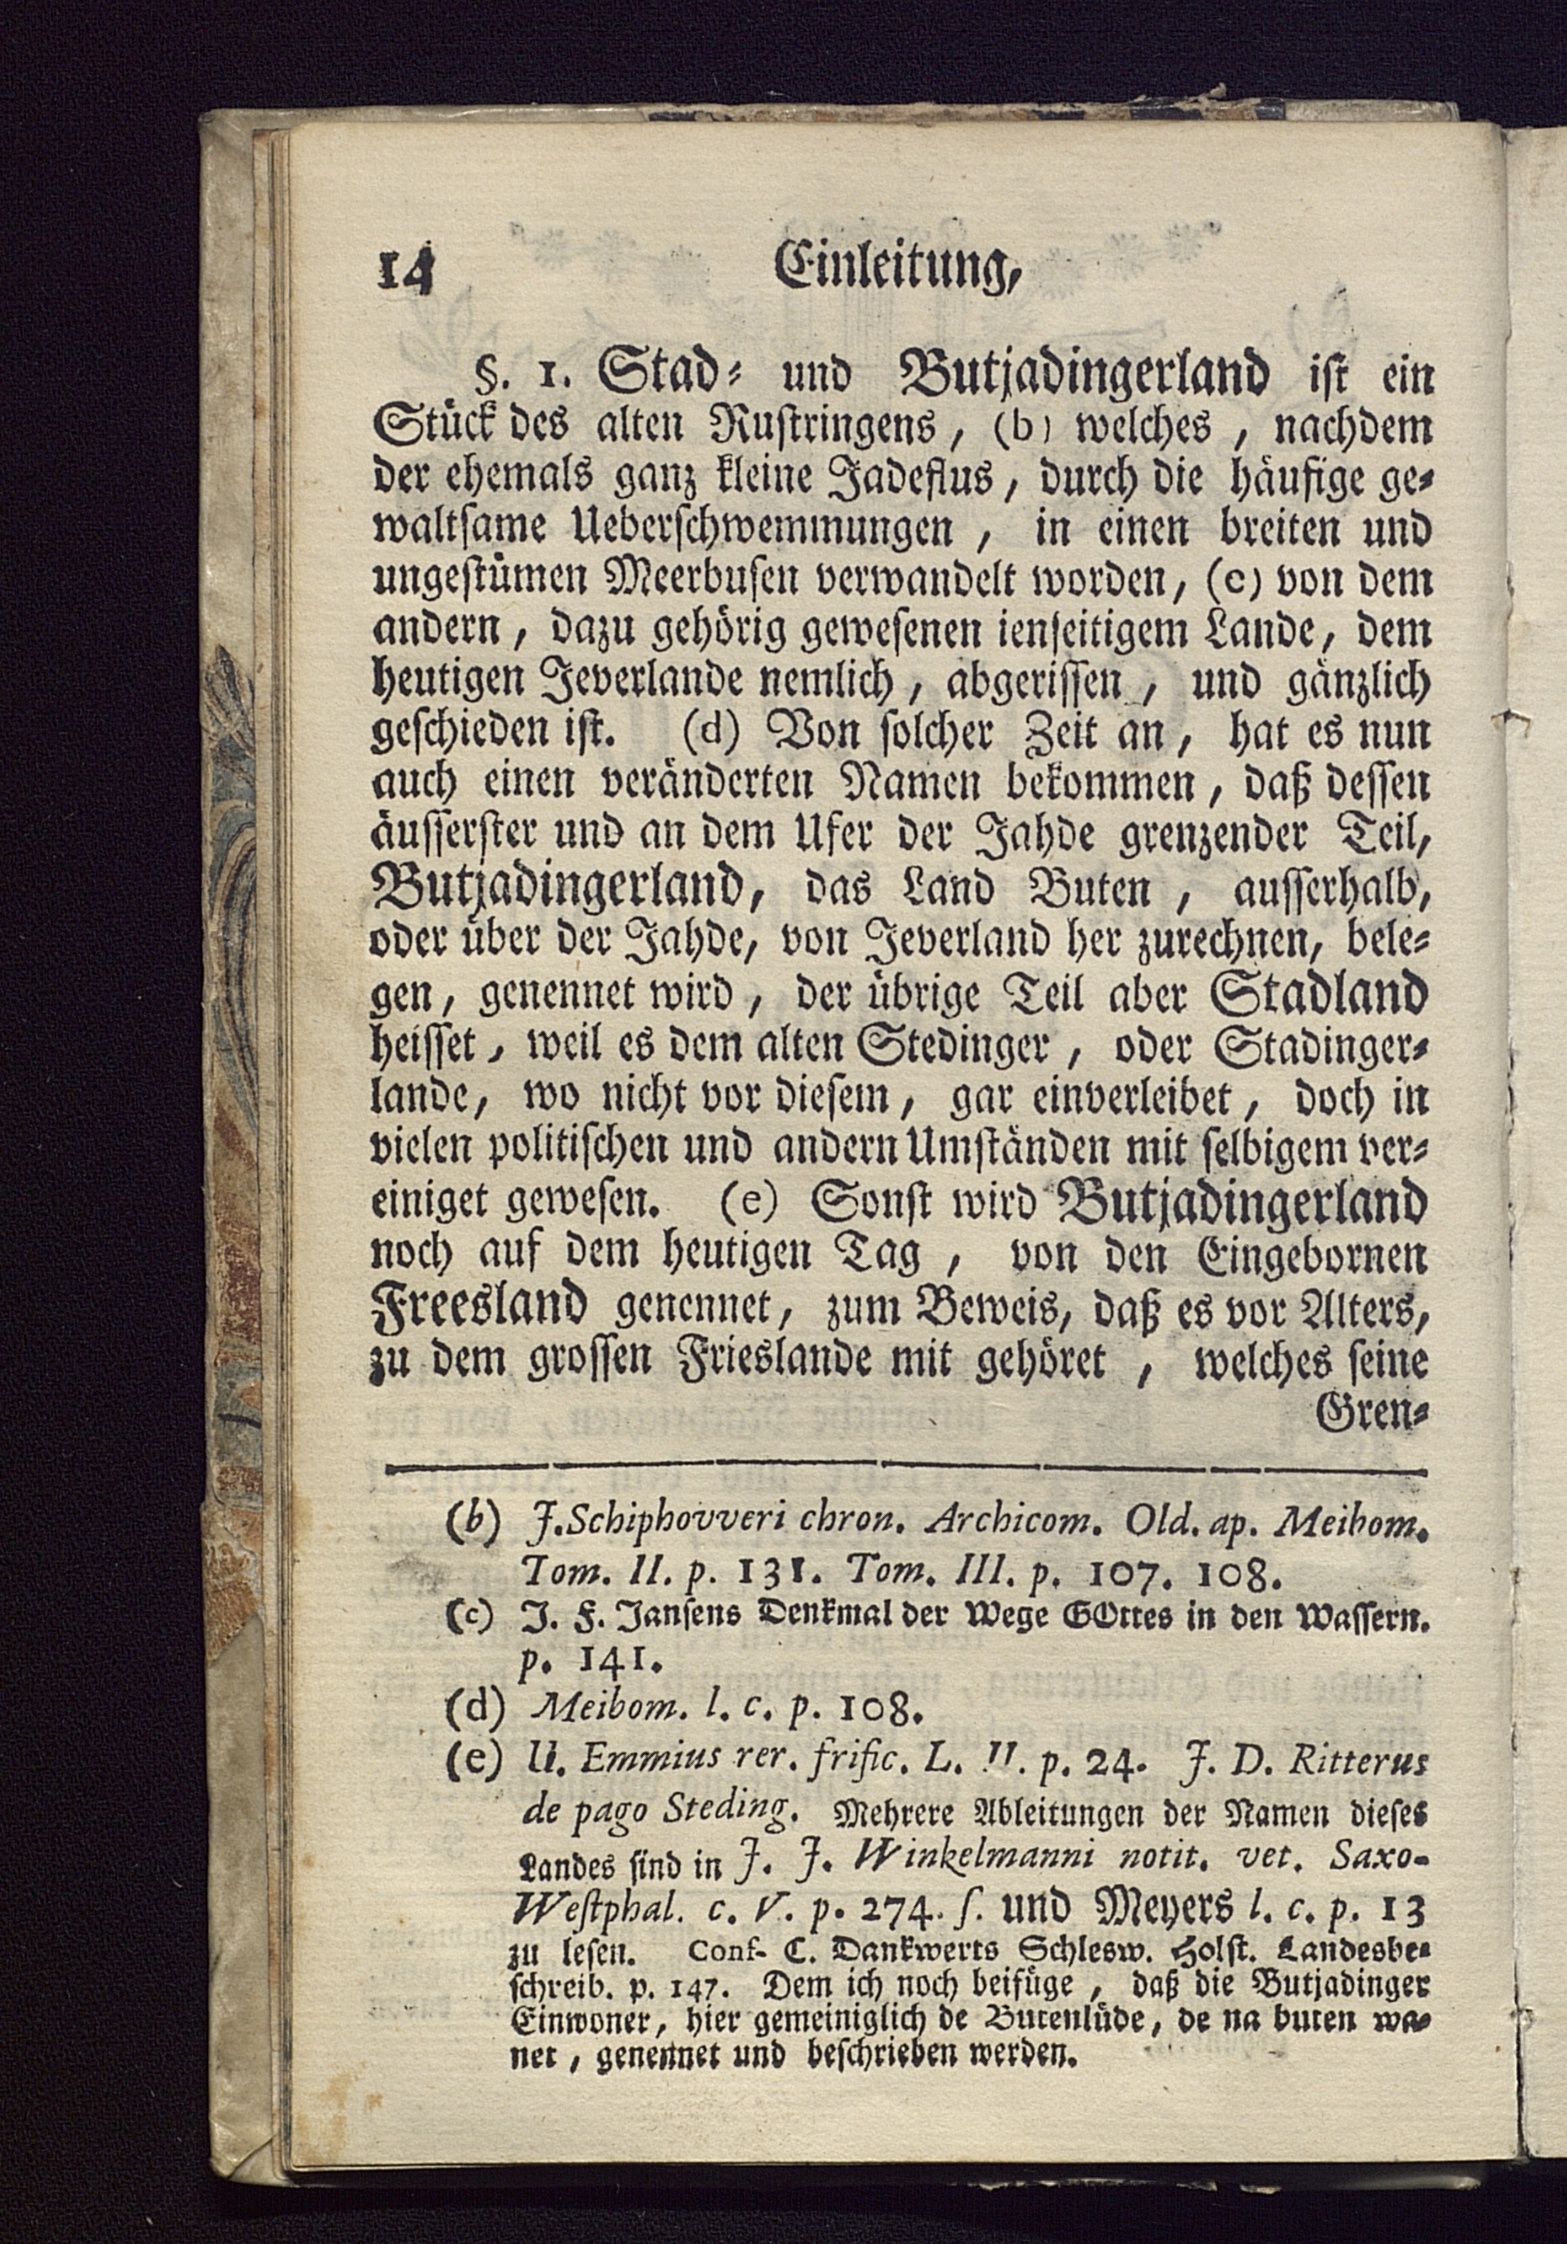 14 Einleitung,
§. 1. Stad- und Butjadingerland ist ein
Stück des alten Rustringens, (b) welches, nachdem
der ehemals ganz kleine Jadeflus, durch die häufige ge-
waltsame Ueberschwemmungen, in einen breiten und
ungestümen Meerbusen verwandelt worden, (c) von dem
andern, dazu gehörig gewesenen ienseitigem Lande, dem
heutigen Jeverlande nemlich, abgerissen, und gänzlich
geschieden ist. (d) Von solcher Zeit an, hat es nun
auch einen veränderten Namen bekommen, daß dessen
äusserster und an dem Ufer der Jahde grenzender Teil,
Butjadingerland, das Land Buten, ausserhalb,
oder über der Jahde, von Jeverland her zurechnen, bele-
gen, genennet wird, der übrige Teil aber Stadland
heisset, weil es dem alten Stedinger, oder Stadinger-
lande, wo nicht vor diesem, gar einverleibet, doch in
vielen politischen und andern Umständen mit selbigem ver-
einiget gewesen. (e) Sonst wird Butjadingerland
noch auf dem heutigen Tag, von den Eingebornen
Freesland genennet, zum Beweis, daß es vor Alters,
zu dem grossen Frieslande mit gehöret, welches seine
Gren-
(b) J. Schiphovveri chron. Archicom. Old. ap. Meibom.
Tom. II. p. 131. Tom. III. p. 107. 108.
(c) J. F. Jansens Denkmal der Wege GOttes in den Wassern.
p. 141.
(d) Meibom. l. c. p. 108.
(e) U. Emmius rer. frisic. L. II. p. 24. J. D. Ritterus
de pago Steding. Mehrere Ableitungen der Namen dieses
Landes sind in J. J. Winkelmanni notit. vet. Saxo-
Westphal. c. V. p. 274. s. und Meyers l. c. p. 13
zu lesen. Conf- C. Dankwerts Schlesw. Holst. Landesbe-
schreib. p. 147. Dem ich noch beifüge, daß die Butjadinger
Einwoner, hier gemeiniglich de Butenlüde, de na buten wa-
net, genennet und beschrieben werden.